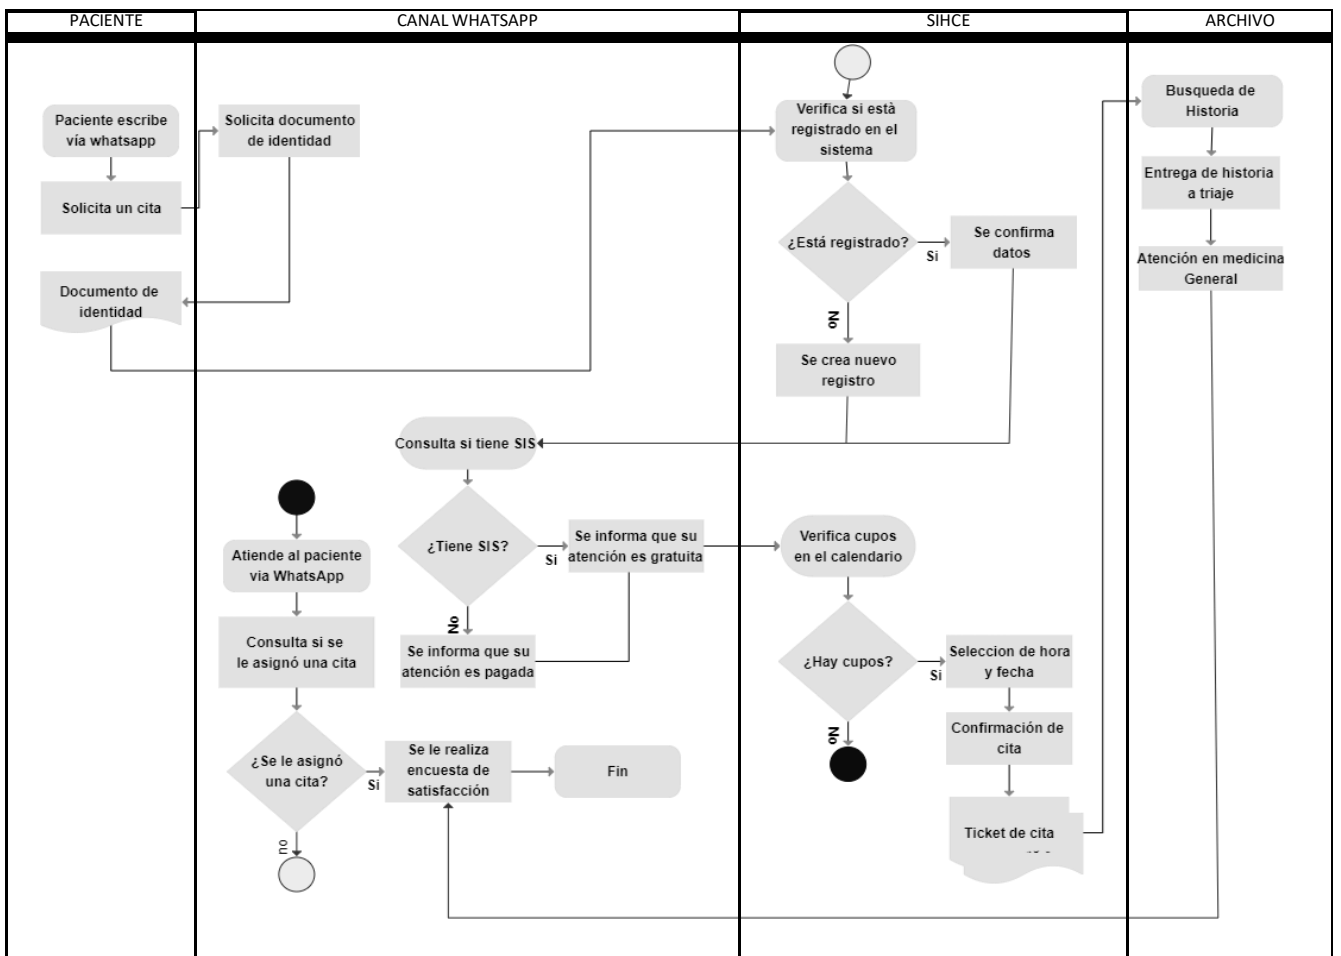 PACIENTE
CANAL WHATSAPP
SIHCE
ARCHIVO
Paciente escribe
vía whatsapp
Solicita un cita
Documento de
identidad
Solicita documento
de identidad
Consulta si tiene SIS
¿Tiene SIS?
Si
No
Se informa que su
atención es gratuita
Se informa que su
atención es pagada
Atiende al paciente
via WhatsApp
Consulta si se
le asignó una cita
¿Se le asignó
una cita?
Si
no
Se le realiza
encuesta de
satisfacción
Fin
Verifica si està
registrado en el
sistema
¿Está registrado?
Si
No
Se confirma
datos
Se crea nuevo
registro
Verifica cupos
en el calendario
¿Hay cupos?
Si
No
Seleccion de hora
y fecha
Confirmación de
cita
Ticket de cita
Busqueda de
Historia
Entrega de historia
a triaje
Atención en medicina
General